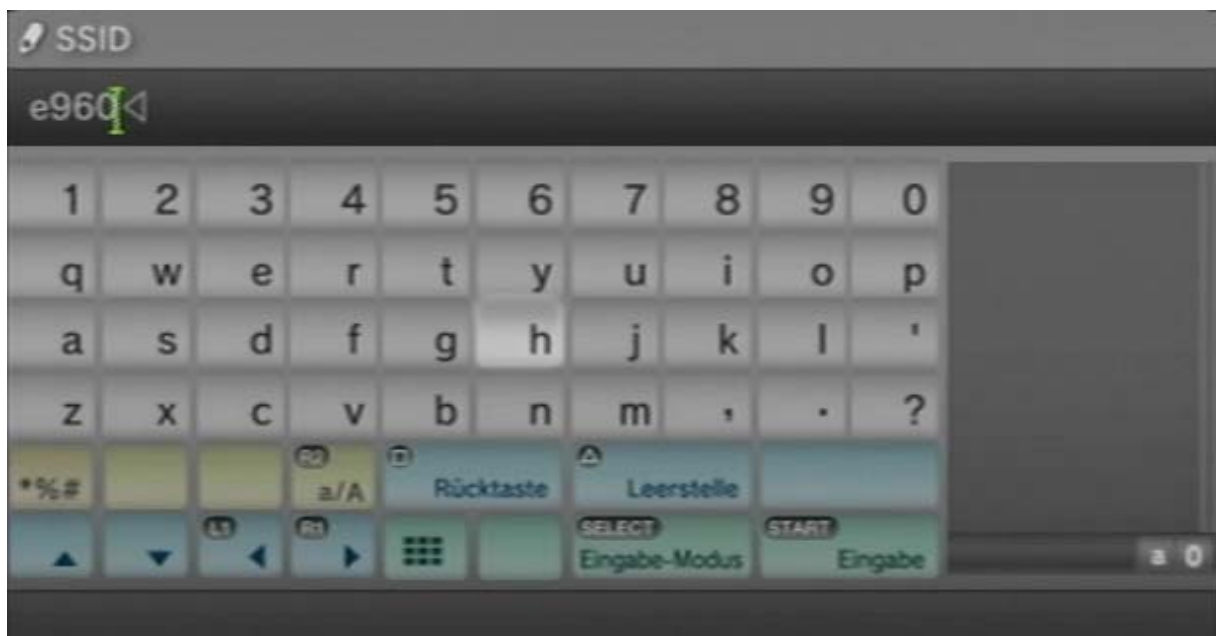 SSID
e960
1 2 3 4 5 6 7 8 9 0
q w e r t y u i o p
a s d f g h j k l '
z x c v b n m , . ?
*%# R2 a/A Rücktaste Leerstelle
L1 R1 SELECT Eingabe-Modus START Eingabe
a 0